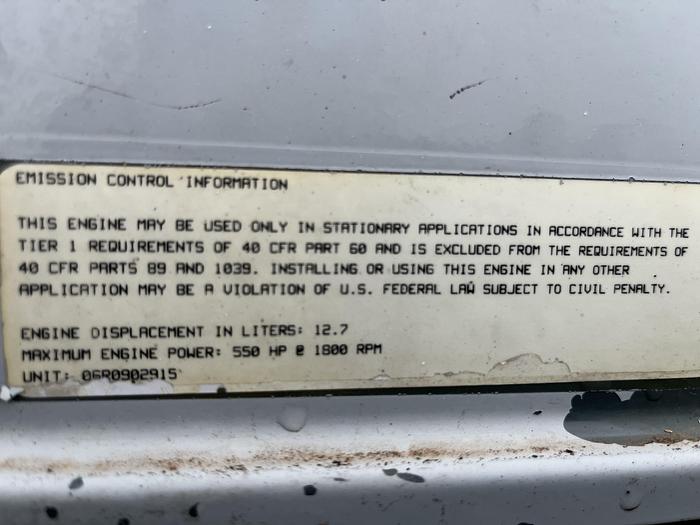 EMISSION CONTROL INFORMATION
THIS ENGINE MAY BE USED ONLY IN STATIONARY APPLICATIONS IN ACCORDANCE WITH THE
TIER 1 REQUIREMENTS OF 40 CFR PART 60 AND IS EXCLUDED FROM THE REQUIREMENTS OF
40 CFR PARTS 89 AND 1039. INSTALLING OR USING THIS ENGINE IN ANY OTHER
APPLICATION MAY BE A VIOLATION OF U.S. FEDERAL LAW SUBJECT TO CIVIL PENALTY.
ENGINE DISPLACEMENT IN LITERS: 12.7
MAXIMUM ENGINE POWER: 550 HP @ 1800 RPM
UNIT: 06R0902915